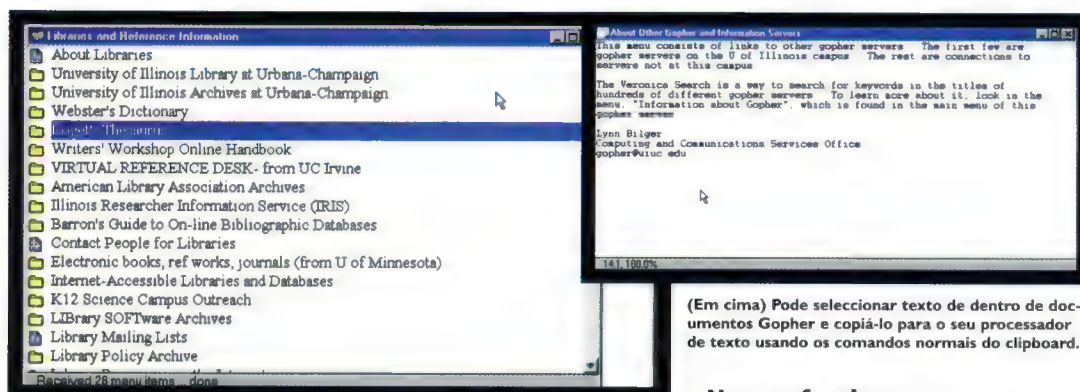 Libraries and Reference Information
About Libraries
University of Illinois Library at Urbana-Champaign
University of Illinois Archives at Urbana-Champaign
Webster's Dictionary
Roget's Thesaurus
Writers' Workshop Online Handbook
VIRTUAL REFERENCE DESK- from UC Irvine
American Library Association Archives
Illinois Researcher Information Service (IRIS)
Barron's Guide to On-line Bibliographic Databases
Contact People for Libraries
Electronic books, ref works, journals (from U of Minnesota)
Internet-Accessible Libraries and Databases
K12 Science Campus Outreach
LIBrary SOFTware Archives
Library Mailing Lists
Library Policy Archive
Received 28 menu items done
About Other Gopher and Information Servers
This menu consists of links to other gopher servers The first few are
gopher servers on the U of Illinois campus The rest are connections to
servers not at this campus
The Veronica Search is a way to search for keywords in the titles of
hundreds of different gopher servers To learn more about it, look in the
menu, "Information about Gopher", which is found in the main menu of this
gopher server
Lynn Bilger
Computing and Communications Services Office
gopher@uiuc edu
141, 100.0%
(Em cima) Pode seleccionar texto de dentro de doc-
umentos Gopher e copiá-lo para o seu processador
de texto usando os comandos normais do clipboard.